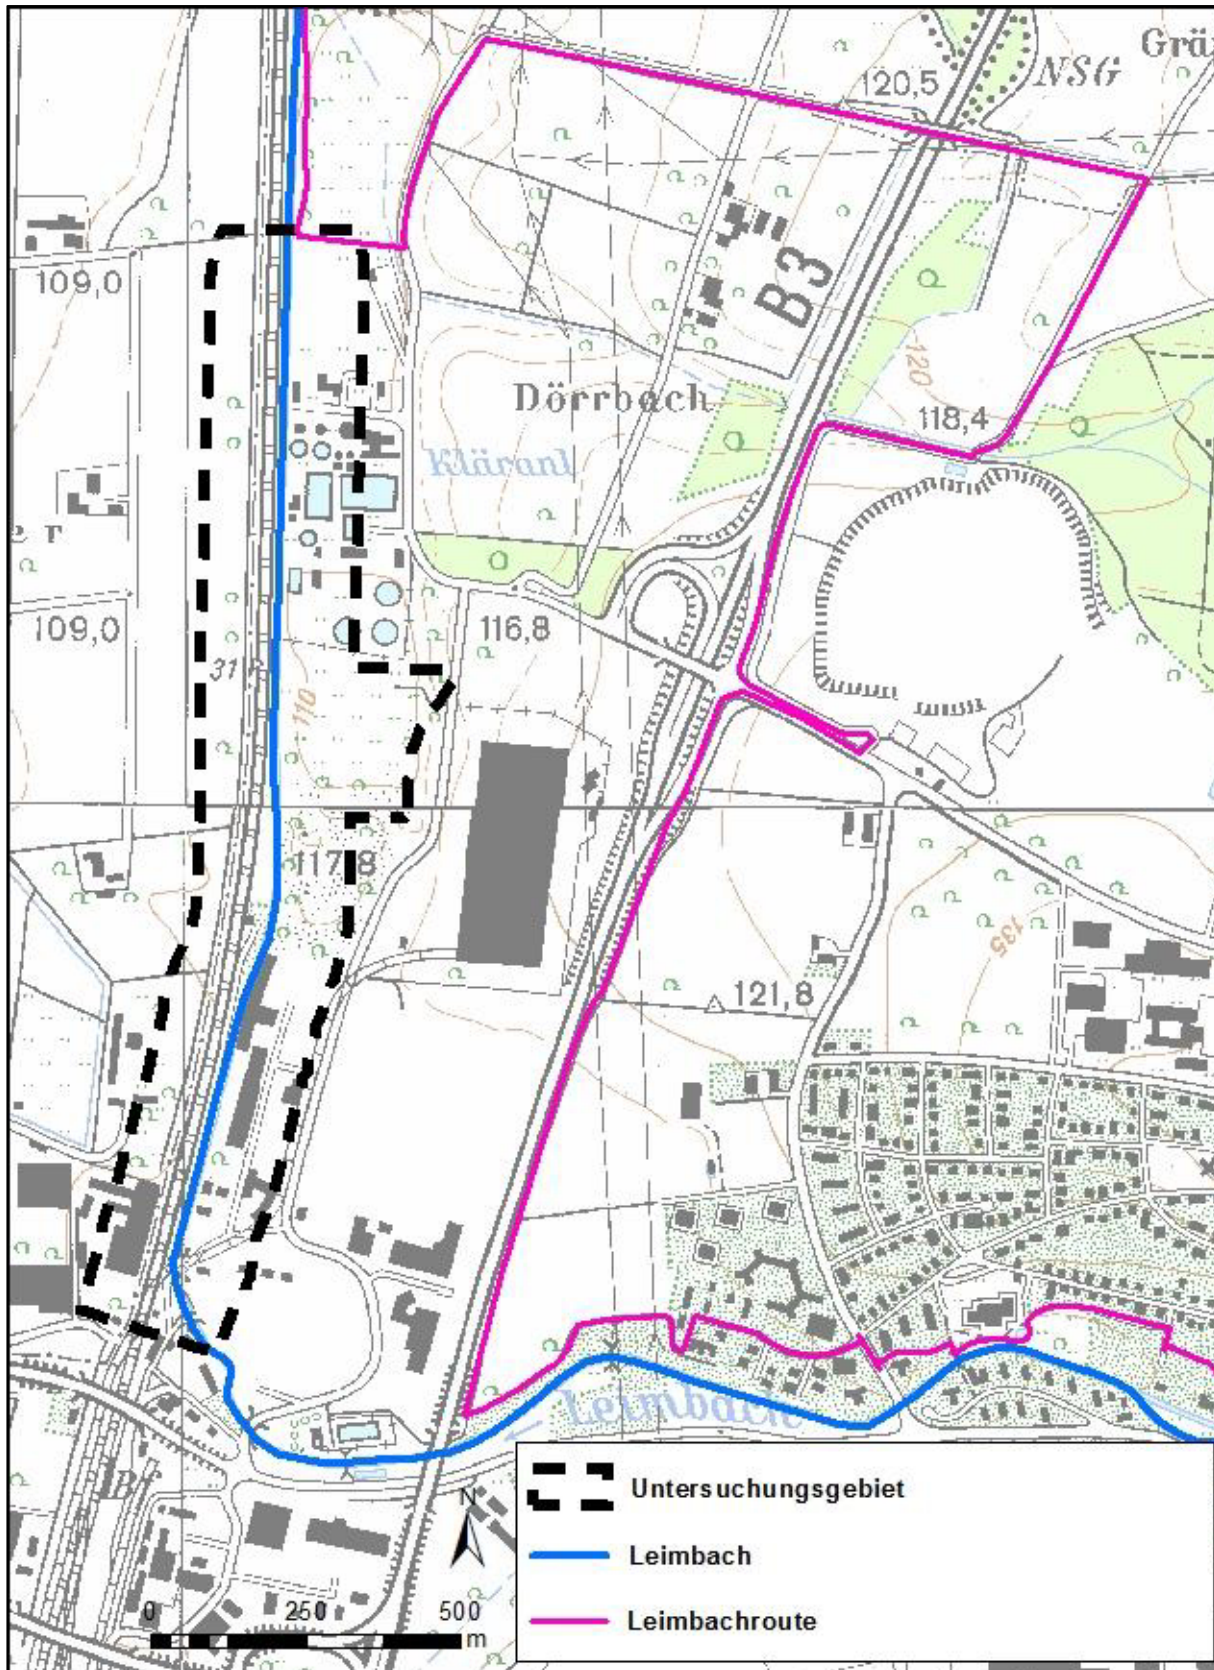 Grä
NSG
120,5
109,0
B 3
120
Dörrbach
118,4
Kläranl
e r
109,0
116,8
31
110
117,8
135
121,8
Leimbach
N
0 250 500
m
Untersuchungsgebiet
Leimbach
Leimbachroute